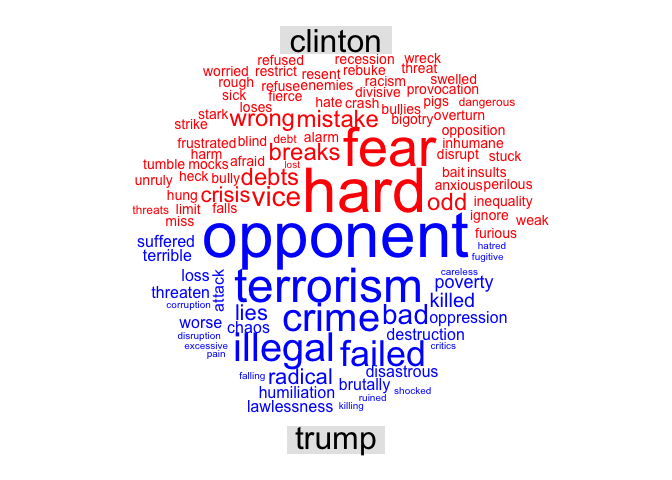 clinton
refused recession wreck
worried restrict resent rebuke threat
rough refuse enemies racism swelled
sick fierce divisive provocation
loses hate crash bullies pigs dangerous
stark wrong mistake bigotry overturn
strike opposition
frustrated blind debt alarm fear inhumane
harm breaks disrupt stuck
tumble mocks afraid lost bait insults
unruly heck bully debts hard anxious perilous
hung crisis vice odd inequality
threats limit falls ignore weak
miss furious
suffered opponent hatred
terrible fugitive
loss attack terrorism careless
threaten poverty
corruption killed
worse lies crime bad oppression
chaos
disruption destruction
excessive illegal failed critics
pain
falling radical disastrous
humiliation brutally shocked
lawlessness killing ruined
trump